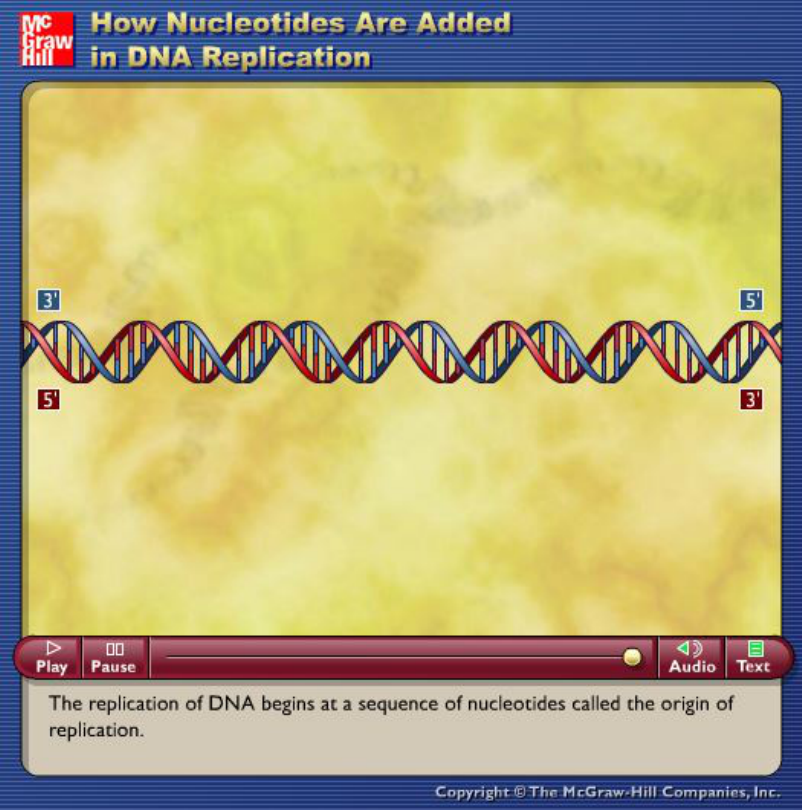 Mc
Graw
Hill
How Nucleotides Are Added
in DNA Replication
3'
5'
5'
3'
Play
Pause
Audio
Text
The replication of DNA begins at a sequence of nucleotides called the origin of
replication.
Copyright © The McGraw-Hill Companies, Inc.